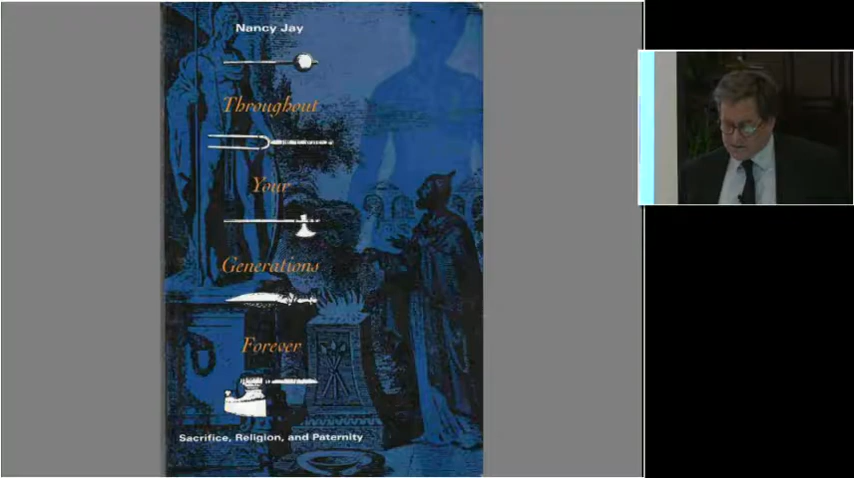 Nancy Jay
Throughout
Your
Generations
Forever
Sacrifice, Religion, and Paternity